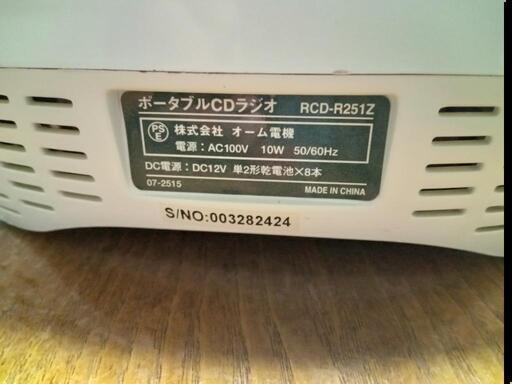 ポータブルCDラジオ RCD-R251Z
PSE 株式会社 オーム電機
電源：AC100V 10W 50/60Hz
DC電源：DC12V 単2形乾電池×8本
07-2515 MADE IN CHINA
S/NO:003282424